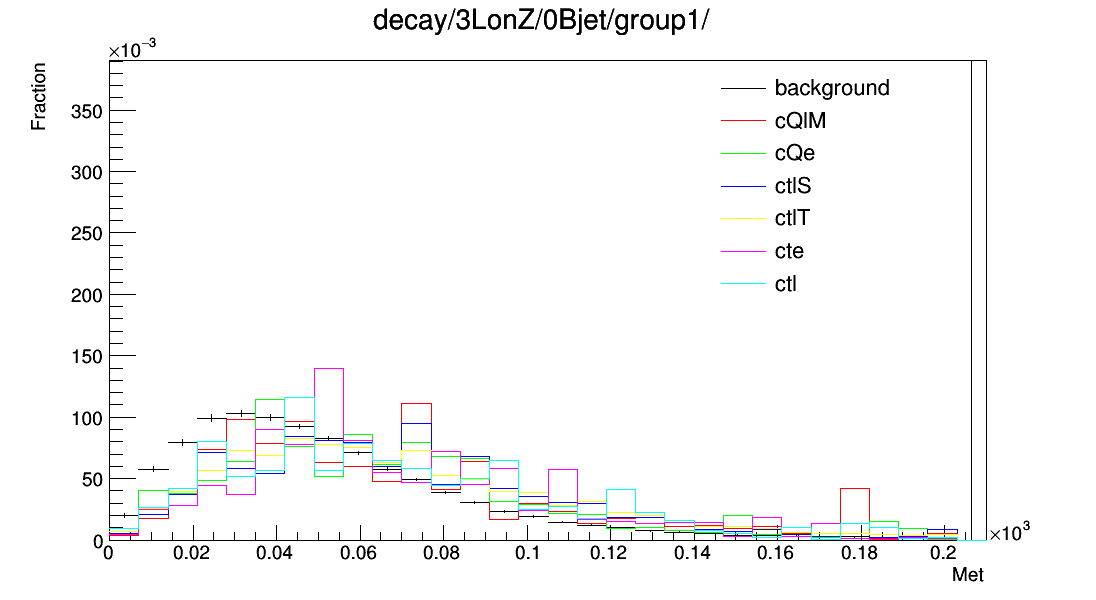 decay/3LonZ/0Bjet/group1/
×10⁻³
Fraction
350
300
250
200
150
100
50
0
background
cQlM
cQe
ctlS
ctlT
cte
ctl
0 0.02 0.04 0.06 0.08 0.1 0.12 0.14 0.16 0.18 0.2
×10³
Met